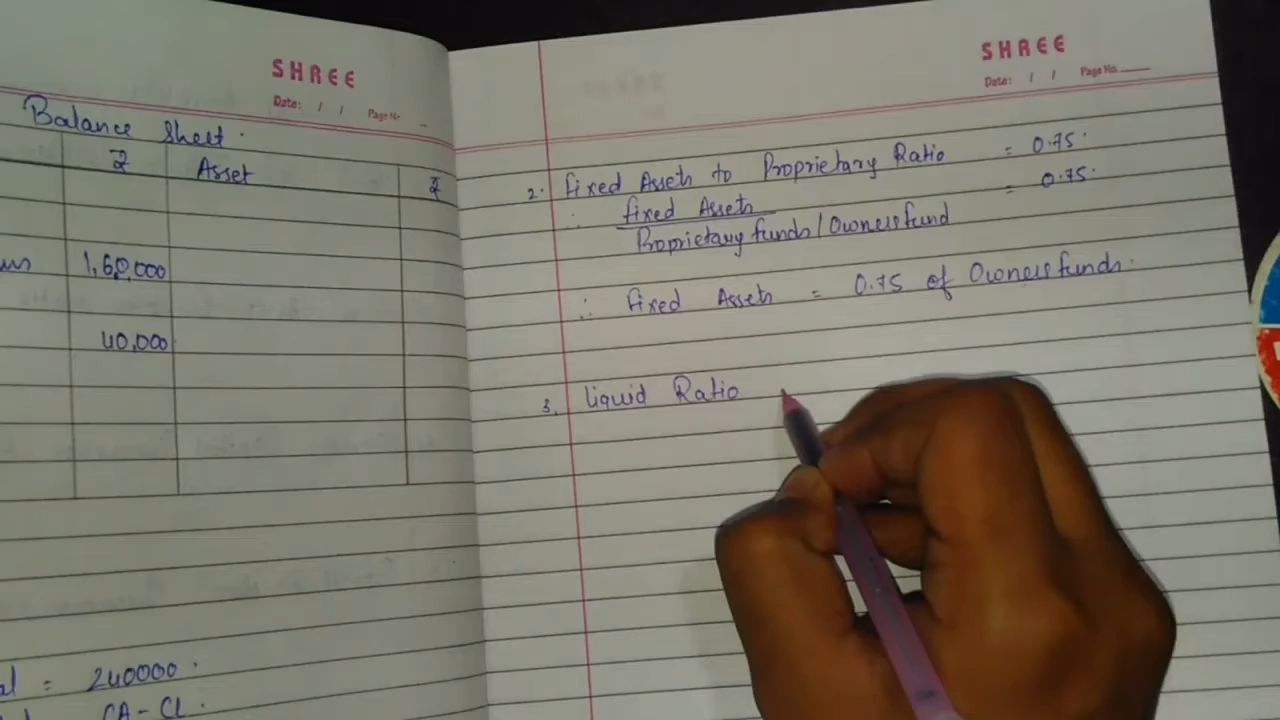 SHREE
Date: / / Page No:
Balance Sheet.
₹ Asset ₹
1,60,000
40,000
= 240000.
CA - CL.
SHREE
Date: / / Page No.
2. Fixed Assets to Proprietary Ratio = 0.75.
∴ Fixed Assets = 0.75.
Proprietary funds / Owners fund
∴ Fixed Assets = 0.75 of Owners funds.
3. Liquid Ratio